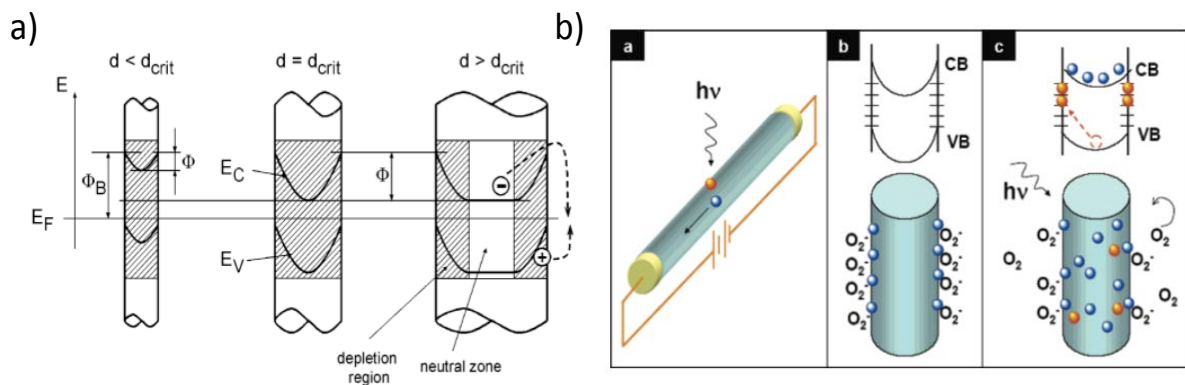 a)
d < dcrit
d = dcrit
d > dcrit
E
Φ
ΦB
EC
Φ
EF
EV
depletion
region
neutral zone
b)
a
hν
b
CB
VB
O2-
O2-
O2-
O2-
O2-
O2-
O2-
O2-
c
CB
VB
hν
O2-
O2-
O2
O2
O2-
O2-
O2
O2-
O2-